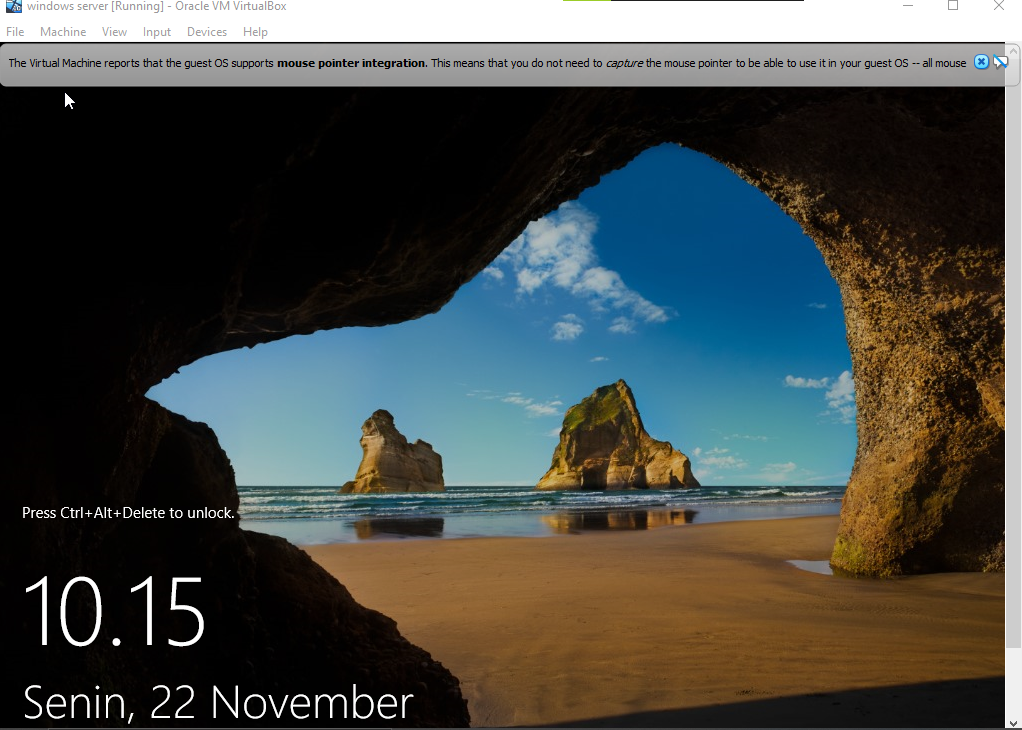 windows server [Running] - Oracle VM VirtualBox
File Machine View Input Devices Help
The Virtual Machine reports that the guest OS supports mouse pointer integration. This means that you do not need to capture the mouse pointer to be able to use it in your guest OS -- all mouse
Press Ctrl+Alt+Delete to unlock.
10.15
Senin, 22 November